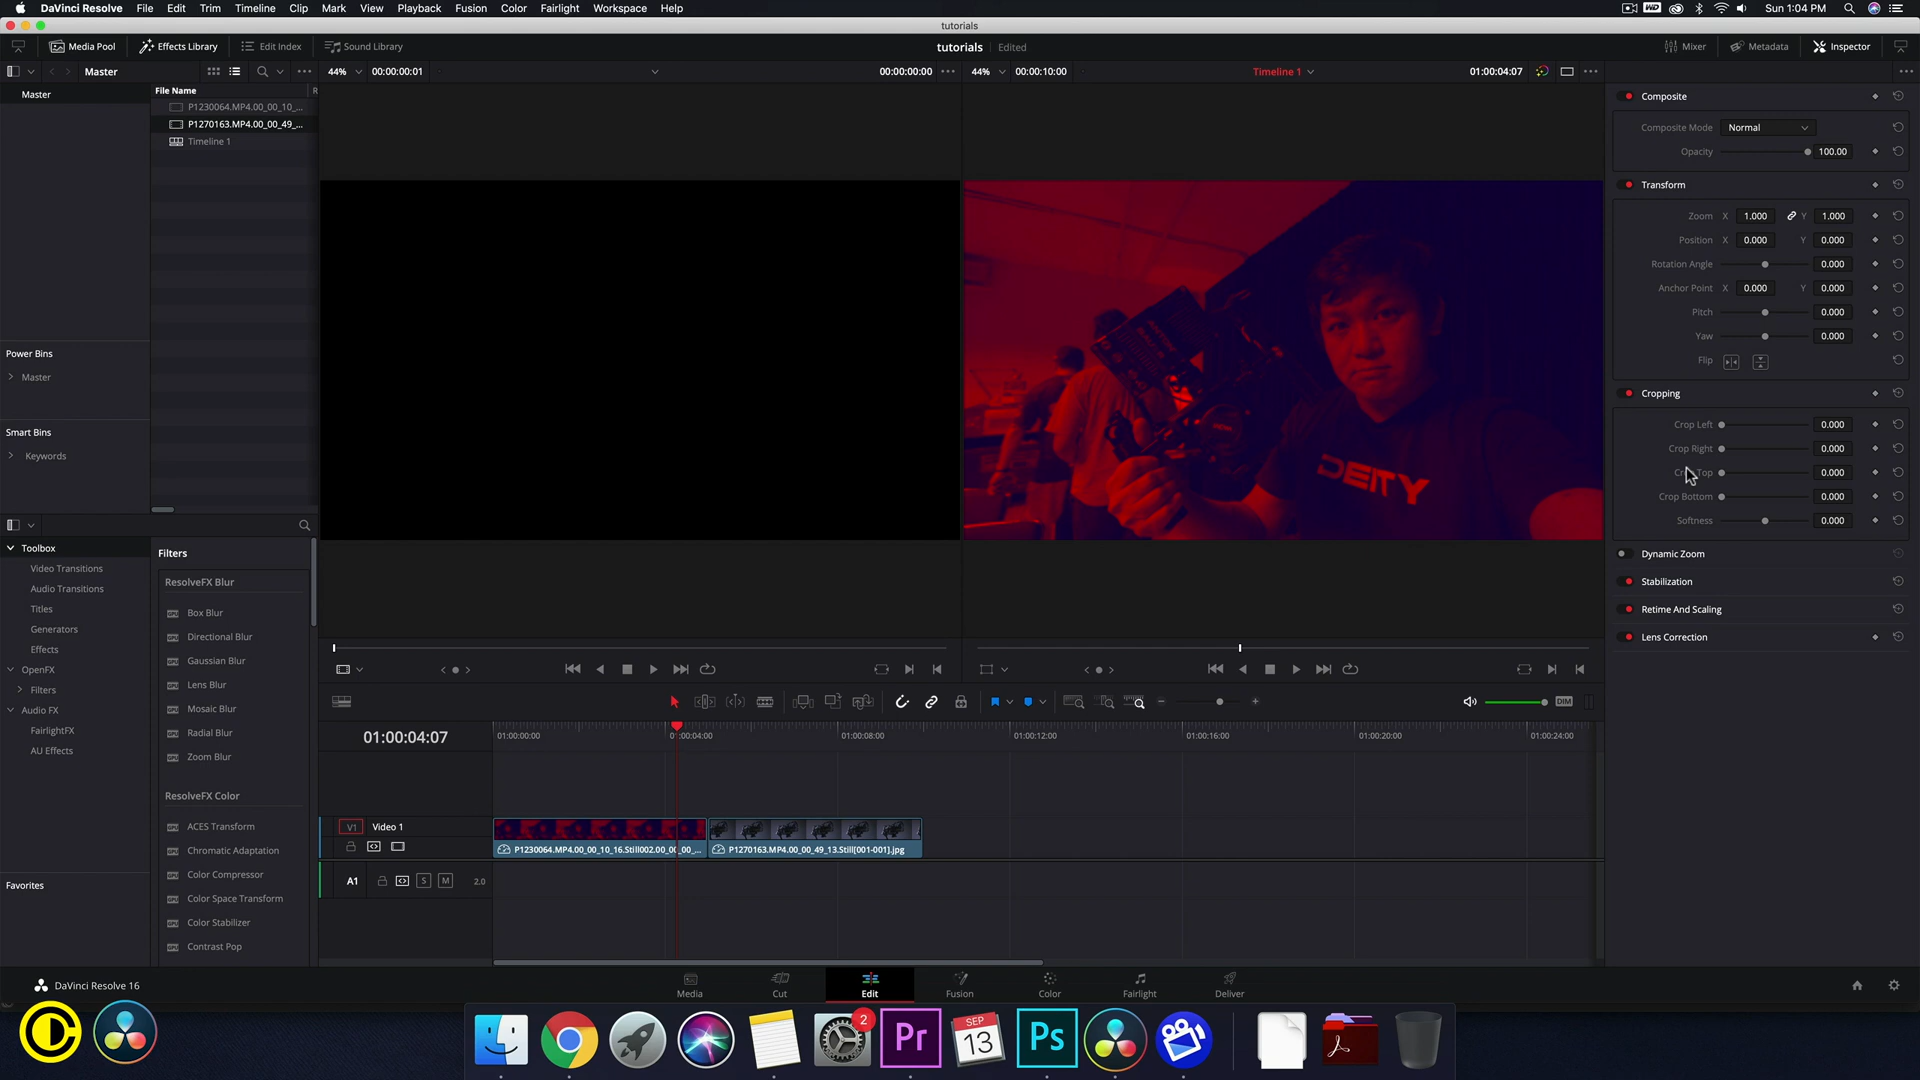 DaVinci Resolve File Edit Trim Timeline Clip Mark View Playback Fusion Color Fairlight Workspace Help
WD
Sun 1:04 PM
tutorials
Media Pool Effects Library Edit Index Sound Library
tutorials Edited
Mixer Metadata Inspector
Master
44% 00:00:00:01 00:00:00:00
44% 00:00:10:00 Timeline 1 01:00:04:07
Master
File Name R
P1230064.MP4.00_00_10_...
P1270163.MP4.00_00_49_...
Timeline 1
Power Bins
Master
Smart Bins
Keywords
DEITY
Composite
Composite Mode Normal
Opacity 100.00
Transform
Zoom X 1.000 Y 1.000
Position X 0.000 Y 0.000
Rotation Angle 0.000
Anchor Point X 0.000 Y 0.000
Pitch 0.000
Yaw 0.000
Flip
Cropping
Crop Left 0.000
Crop Right 0.000
Crop Top 0.000
Crop Bottom 0.000
Softness 0.000
Dynamic Zoom
Stabilization
Retime And Scaling
Lens Correction
Toolbox
Video Transitions
Audio Transitions
Titles
Generators
Effects
OpenFX
Filters
Audio FX
FairlightFX
AU Effects
Favorites
Filters
ResolveFX Blur
Box Blur
Directional Blur
Gaussian Blur
Lens Blur
Mosaic Blur
Radial Blur
Zoom Blur
ResolveFX Color
ACES Transform
Chromatic Adaptation
Color Compressor
Color Space Transform
Color Stabilizer
Contrast Pop
DIM
01:00:04:07
01:00:00:00 01:00:04:00 01:00:08:00 01:00:12:00 01:00:16:00 01:00:20:00 01:00:24:00
V1 Video 1
P1230064.MP4.00_00_10_16.Still002.00_00_00_...
P1270163.MP4.00_00_49_13.Still[001-001].jpg
A1 S M 2.0
DaVinci Resolve 16
Media Cut Edit Fusion Color Fairlight Deliver
2
Pr
SEP
13
Ps